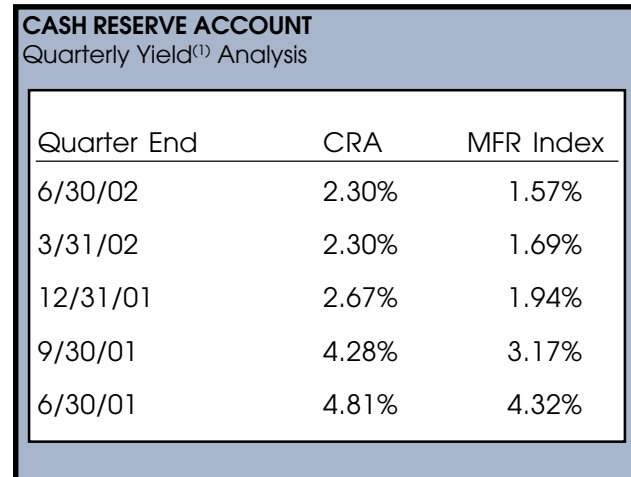 CASH RESERVE ACCOUNT
Quarterly Yield(1) Analysis
Quarter End CRA MFR Index
6/30/02 2.30% 1.57%
3/31/02 2.30% 1.69%
12/31/01 2.67% 1.94%
9/30/01 4.28% 3.17%
6/30/01 4.81% 4.32%